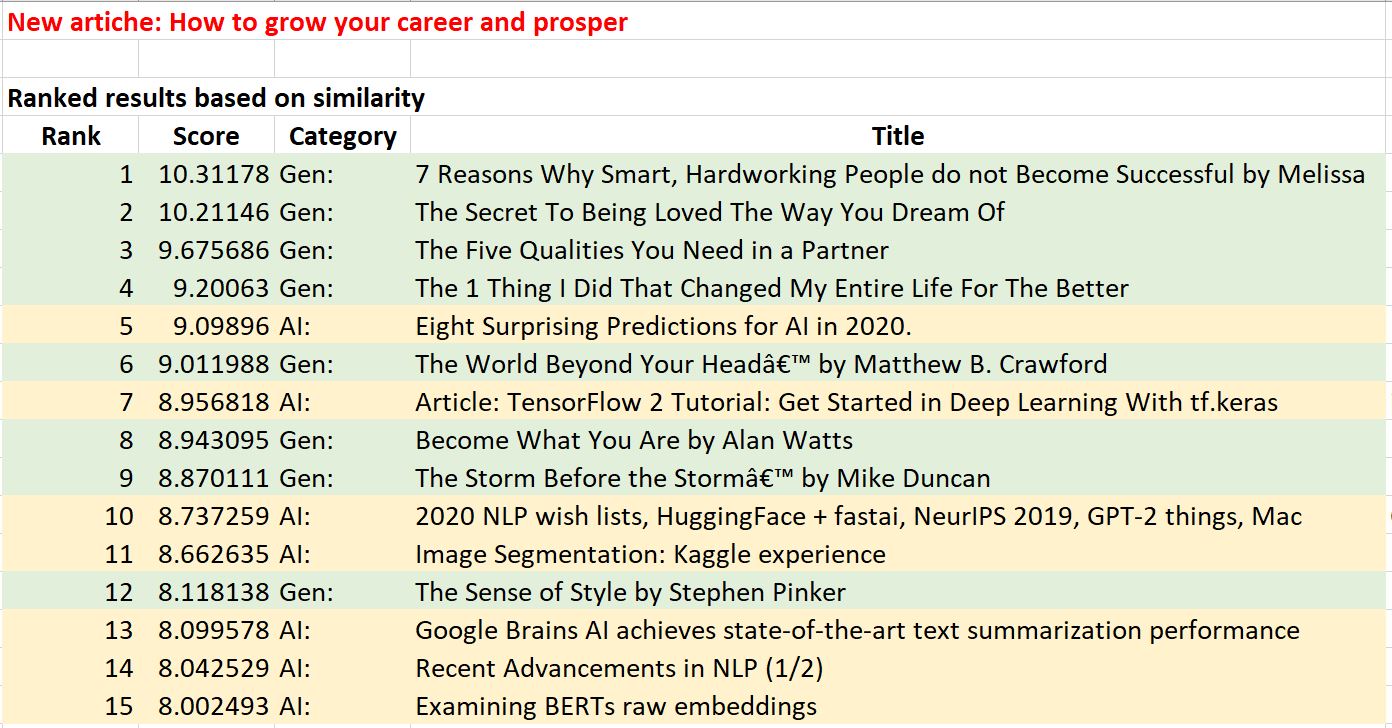 New artiche: How to grow your career and prosper
Ranked results based on similarity
Rank Score Category Title
1 10.31178 Gen: 7 Reasons Why Smart, Hardworking People do not Become Successful by Melissa
2 10.21146 Gen: The Secret To Being Loved The Way You Dream Of
3 9.675686 Gen: The Five Qualities You Need in a Partner
4 9.20063 Gen: The 1 Thing I Did That Changed My Entire Life For The Better
5 9.09896 AI: Eight Surprising Predictions for AI in 2020.
6 9.011988 Gen: The World Beyond Your Headâ€™ by Matthew B. Crawford
7 8.956818 AI: Article: TensorFlow 2 Tutorial: Get Started in Deep Learning With tf.keras
8 8.943095 Gen: Become What You Are by Alan Watts
9 8.870111 Gen: The Storm Before the Stormâ€™ by Mike Duncan
10 8.737259 AI: 2020 NLP wish lists, HuggingFace + fastai, NeurIPS 2019, GPT-2 things, Mac
11 8.662635 AI: Image Segmentation: Kaggle experience
12 8.118138 Gen: The Sense of Style by Stephen Pinker
13 8.099578 AI: Google Brains AI achieves state-of-the-art text summarization performance
14 8.042529 AI: Recent Advancements in NLP (1/2)
15 8.002493 AI: Examining BERTs raw embeddings